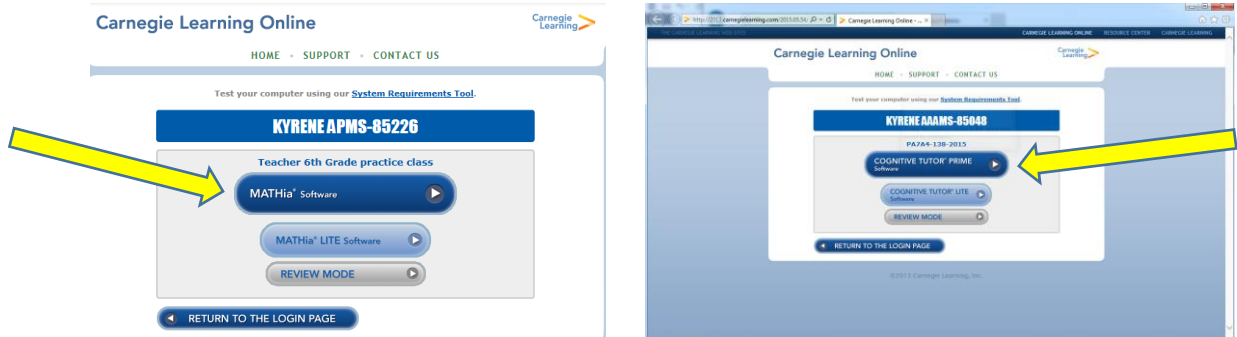 Carnegie Learning Online
Carnegie Learning
HOME • SUPPORT • CONTACT US
Test your computer using our System Requirements Tool.
KYRENE APMS-85226
Teacher 6th Grade practice class
MATHia® Software
MATHia® LITE Software
REVIEW MODE
RETURN TO THE LOGIN PAGE
Carnegie Learning Online - ...
CARNEGIE LEARNING ONLINE RESOURCE CENTER CARNEGIE LEARNING
Carnegie Learning Online
Carnegie Learning
HOME • SUPPORT • CONTACT US
Test your computer using our System Requirements Tool.
KYRENE AAAMS-85048
PA7A4-138-2015
COGNITIVE TUTOR® PRIME
Software
COGNITIVE TUTOR® LITE
Software
REVIEW MODE
RETURN TO THE LOGIN PAGE
©2013 Carnegie Learning, Inc.